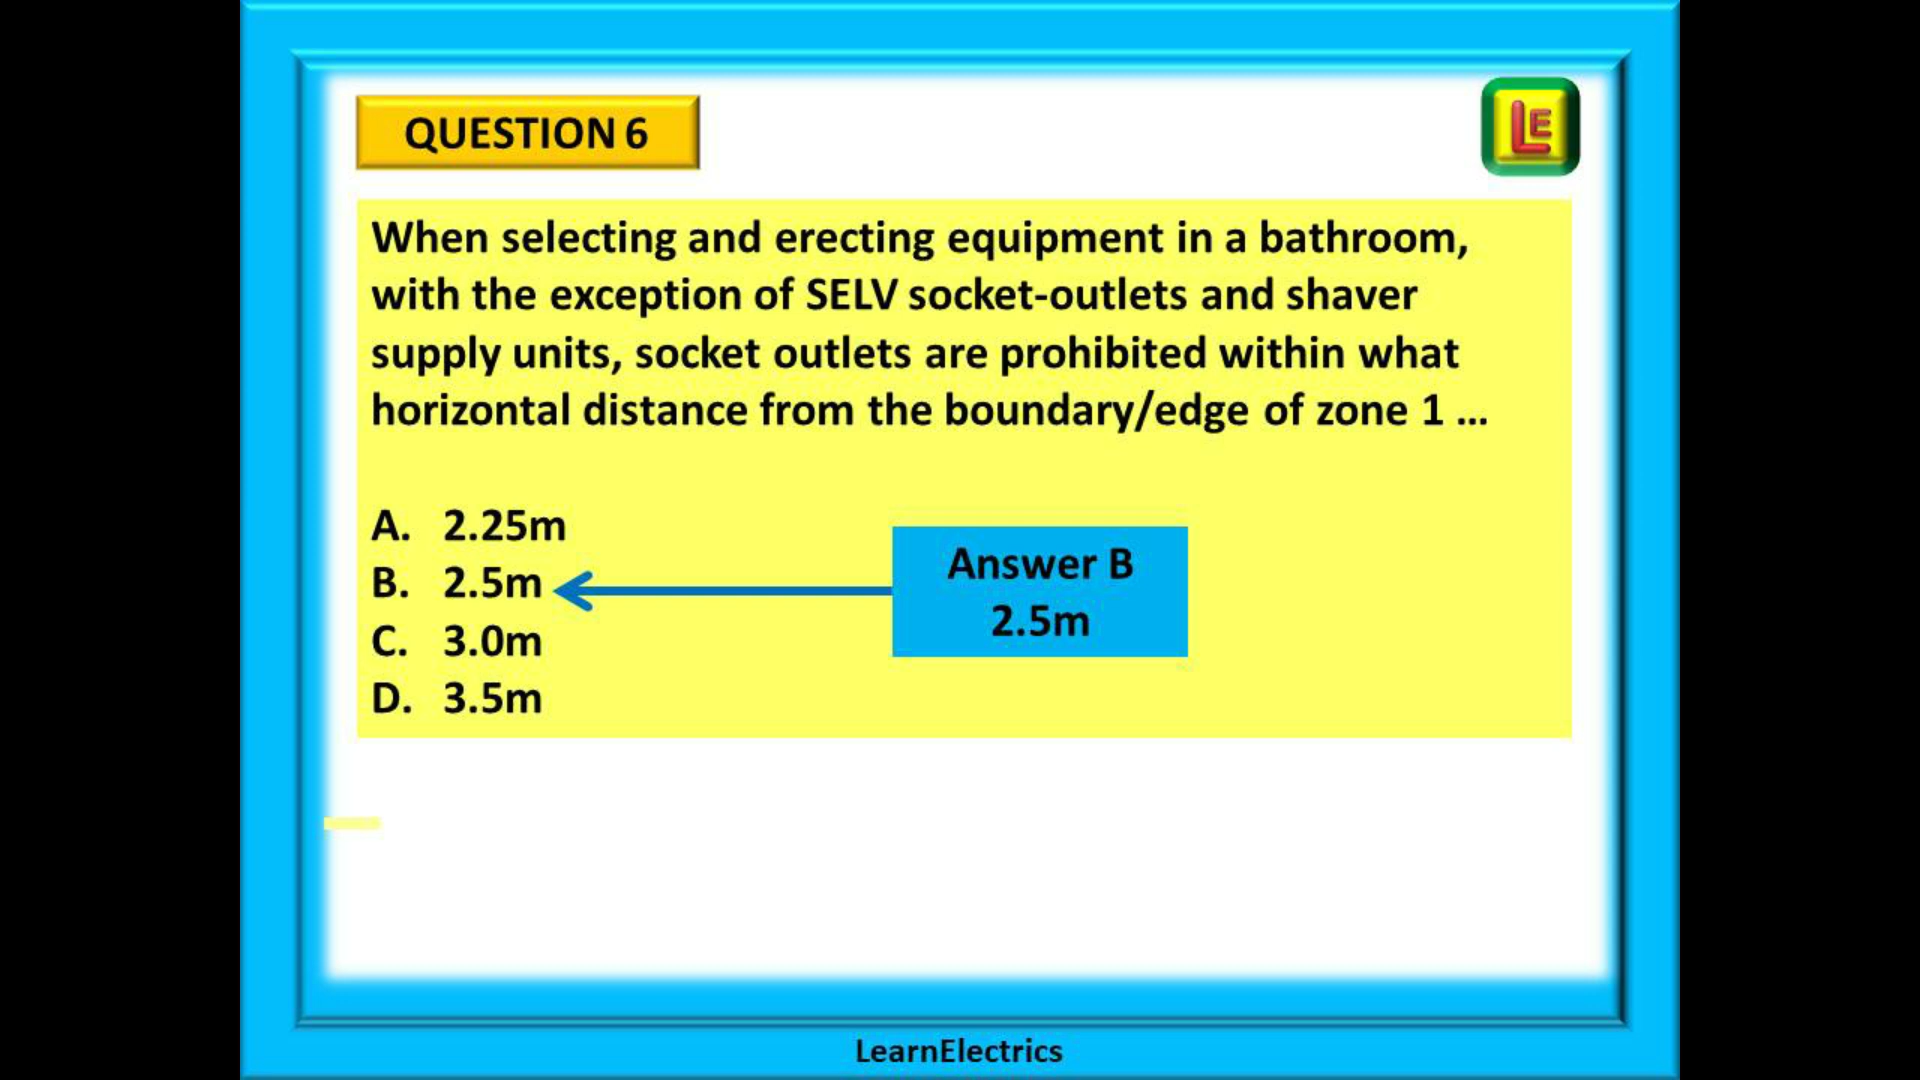 QUESTION 6
LE
When selecting and erecting equipment in a bathroom,
with the exception of SELV socket-outlets and shaver
supply units, socket outlets are prohibited within what
horizontal distance from the boundary/edge of zone 1 ...
A. 2.25m
B. 2.5m
C. 3.0m
D. 3.5m
Answer B
2.5m
LearnElectrics